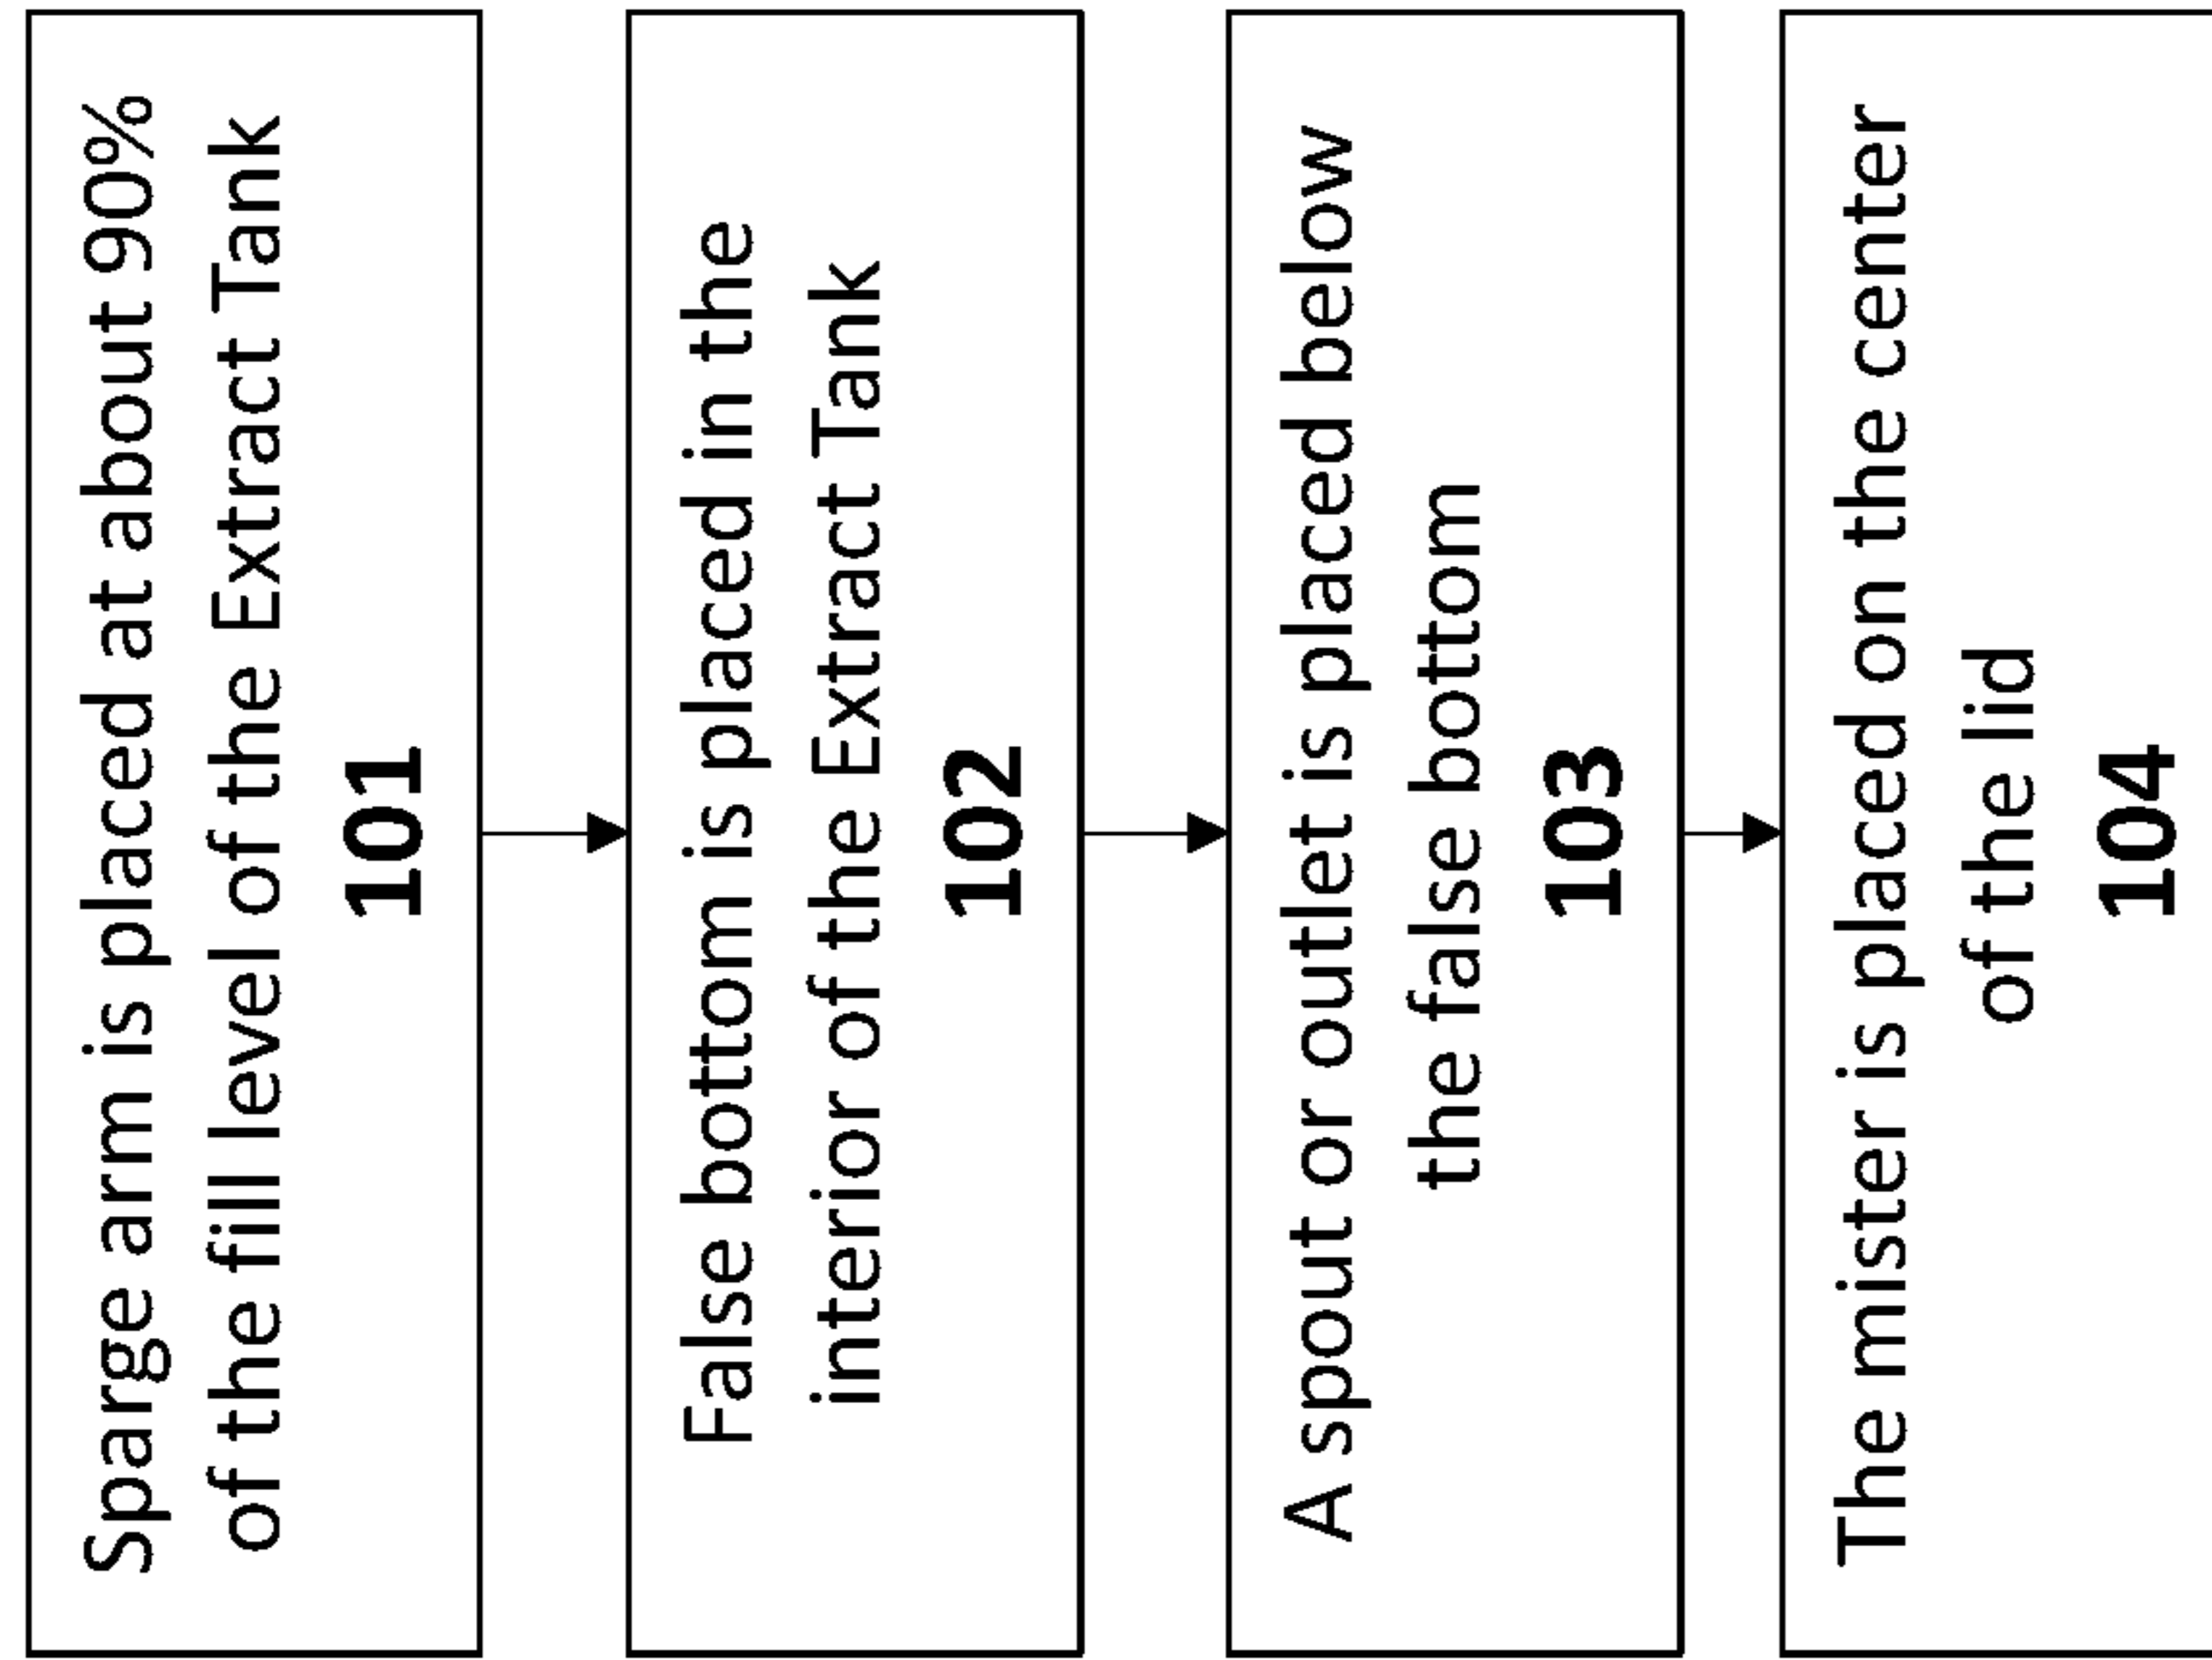 Sparge arm is placed at about 90%
of the fill level of the Extract Tank
101
False bottom is placed in the
interior of the Extract Tank
102
A spout or outlet is placed below
the false bottom
103
The mister is placed on the center
of the lid
104